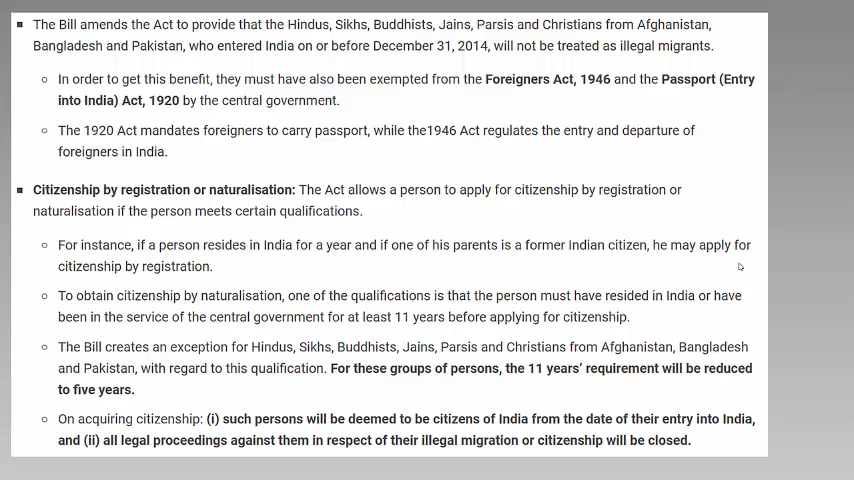 The Bill amends the Act to provide that the Hindus, Sikhs, Buddhists, Jains, Parsis and Christians from Afghanistan,
Bangladesh and Pakistan, who entered India on or before December 31, 2014, will not be treated as illegal migrants.
In order to get this benefit, they must have also been exempted from the Foreigners Act, 1946 and the Passport (Entry
into India) Act, 1920 by the central government.
The 1920 Act mandates foreigners to carry passport, while the1946 Act regulates the entry and departure of
foreigners in India.
Citizenship by registration or naturalisation: The Act allows a person to apply for citizenship by registration or
naturalisation if the person meets certain qualifications.
For instance, if a person resides in India for a year and if one of his parents is a former Indian citizen, he may apply for
citizenship by registration.
To obtain citizenship by naturalisation, one of the qualifications is that the person must have resided in India or have
been in the service of the central government for at least 11 years before applying for citizenship.
The Bill creates an exception for Hindus, Sikhs, Buddhists, Jains, Parsis and Christians from Afghanistan, Bangladesh
and Pakistan, with regard to this qualification. For these groups of persons, the 11 years’ requirement will be reduced
to five years.
On acquiring citizenship: (i) such persons will be deemed to be citizens of India from the date of their entry into India,
and (ii) all legal proceedings against them in respect of their illegal migration or citizenship will be closed.